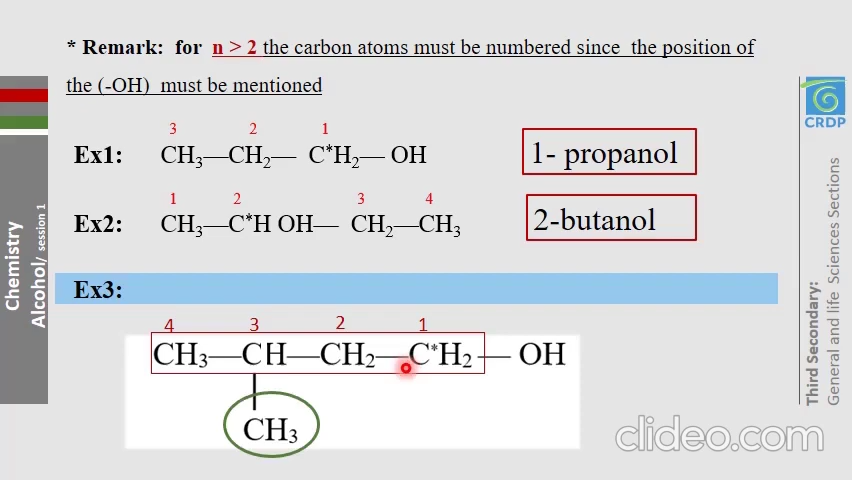 * Remark: for n > 2 the carbon atoms must be numbered since the position of
the (-OH) must be mentioned
3 2 1
Ex1: CH₃—CH₂— C*H₂— OH
1- propanol
1 2 3 4
Ex2: CH₃—C*H OH— CH₂—CH₃
2-butanol
Ex3:
4 3 2 1
CH₃—CH—CH₂—C*H₂— OH
CH₃
Chemistry
Alcohol/ session 1
CRDP
Third Secondary:
General and life Sciences Sections
clideo.com